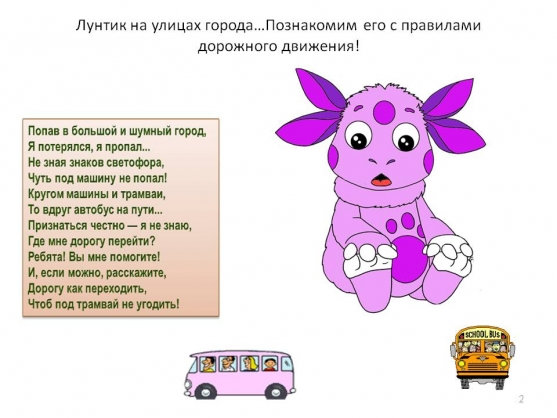 Лунтик на улицах города…Познакомим его с правилами
дорожного движения!
Попав в большой и шумный город,
Я потерялся, я пропал...
Не зная знаков светофора,
Чуть под машину не попал!
Кругом машины и трамваи,
То вдруг автобус на пути...
Признаться честно — я не знаю,
Где мне дорогу перейти?
Ребята! Вы мне помогите!
И, если можно, расскажите,
Дорогу как переходить,
Чтоб под трамвай не угодить!
SCHOOL BUS
2